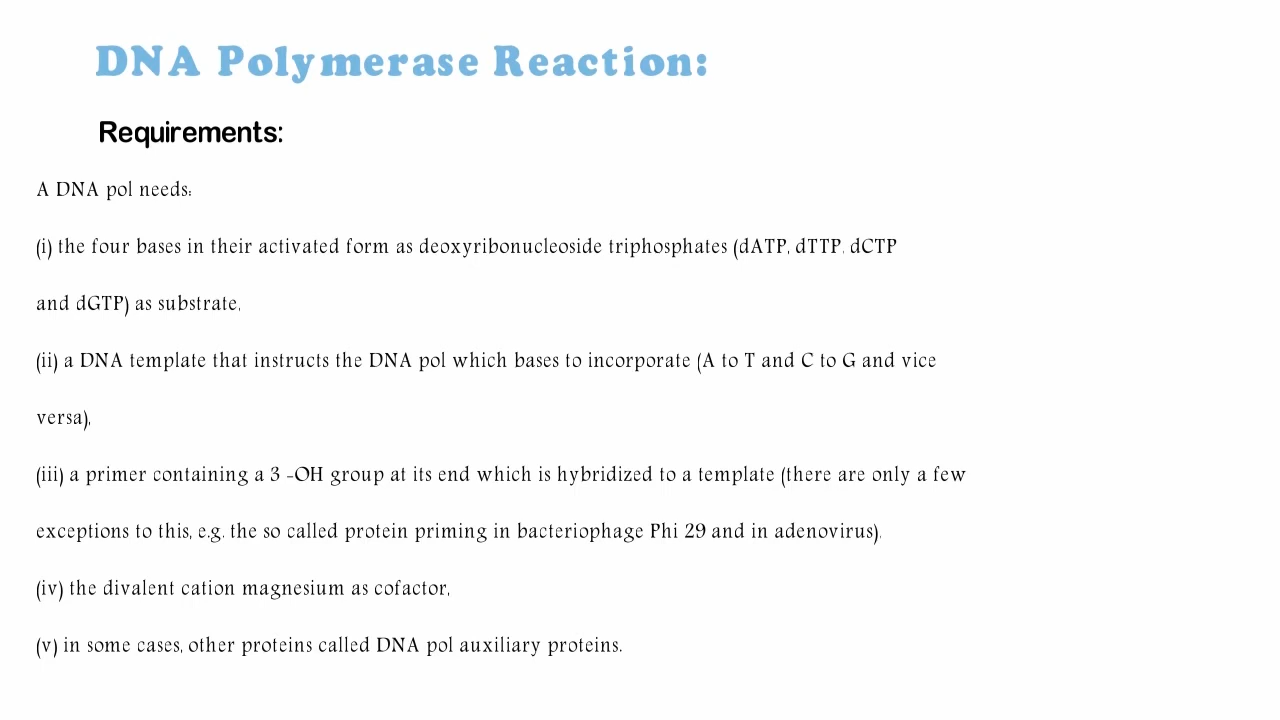 DNA Polymerase Reaction:
Requirements:
A DNA pol needs:
(i) the four bases in their activated form as deoxyribonucleoside triphosphates (dATP, dTTP. dCTP
and dGTP) as substrate,
(ii) a DNA template that instructs the DNA pol which bases to incorporate (A to T and C to G and vice
versa),
(iii) a primer containing a 3 -OH group at its end which is hybridized to a template (there are only a few
exceptions to this, e.g. the so called protein priming in bacteriophage Phi 29 and in adenovirus).
(iv) the divalent cation magnesium as cofactor,
(v) in some cases, other proteins called DNA pol auxiliary proteins.